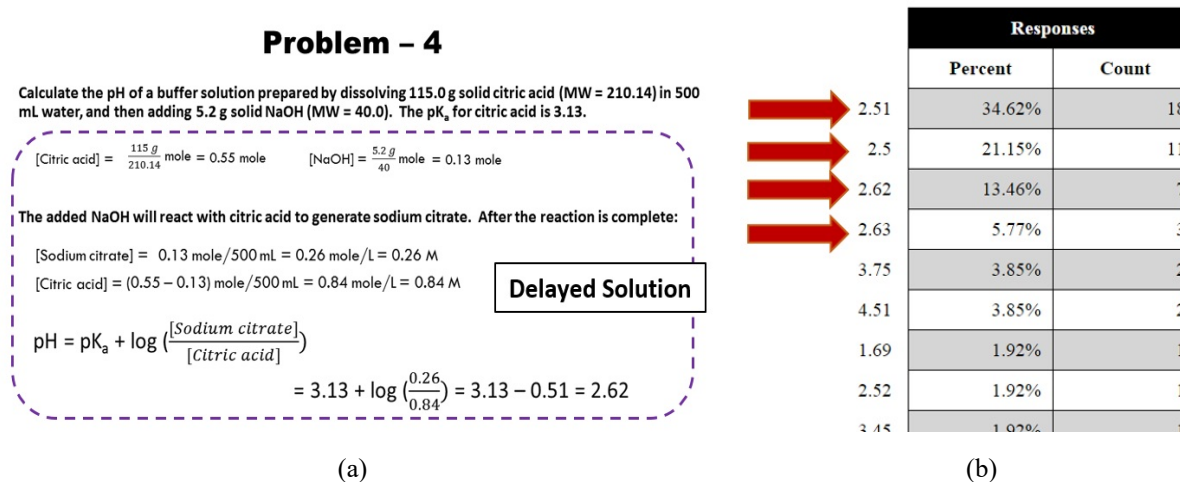 Problem – 4
Calculate the pH of a buffer solution prepared by dissolving 115.0 g solid citric acid (MW = 210.14) in 500
mL water, and then adding 5.2 g solid NaOH (MW = 40.0). The pKₐ for citric acid is 3.13.
[Citric acid] = 115 g/210.14 mole = 0.55 mole [NaOH] = 5.2 g/40 mole = 0.13 mole
The added NaOH will react with citric acid to generate sodium citrate. After the reaction is complete:
[Sodium citrate] = 0.13 mole/500 mL = 0.26 mole/L = 0.26 M
[Citric acid] = (0.55 – 0.13) mole/500 mL = 0.84 mole/L = 0.84 M
Delayed Solution
pH = pKₐ + log ([Sodium citrate]/[Citric acid])
= 3.13 + log (0.26/0.84) = 3.13 – 0.51 = 2.62
(a)
Responses
Percent Count
2.51 34.62% 18
2.5 21.15% 11
2.62 13.46%
2.63 5.77%
3.75 3.85%
4.51 3.85%
1.69 1.92%
2.52 1.92%
3.45 1.92%
(b)